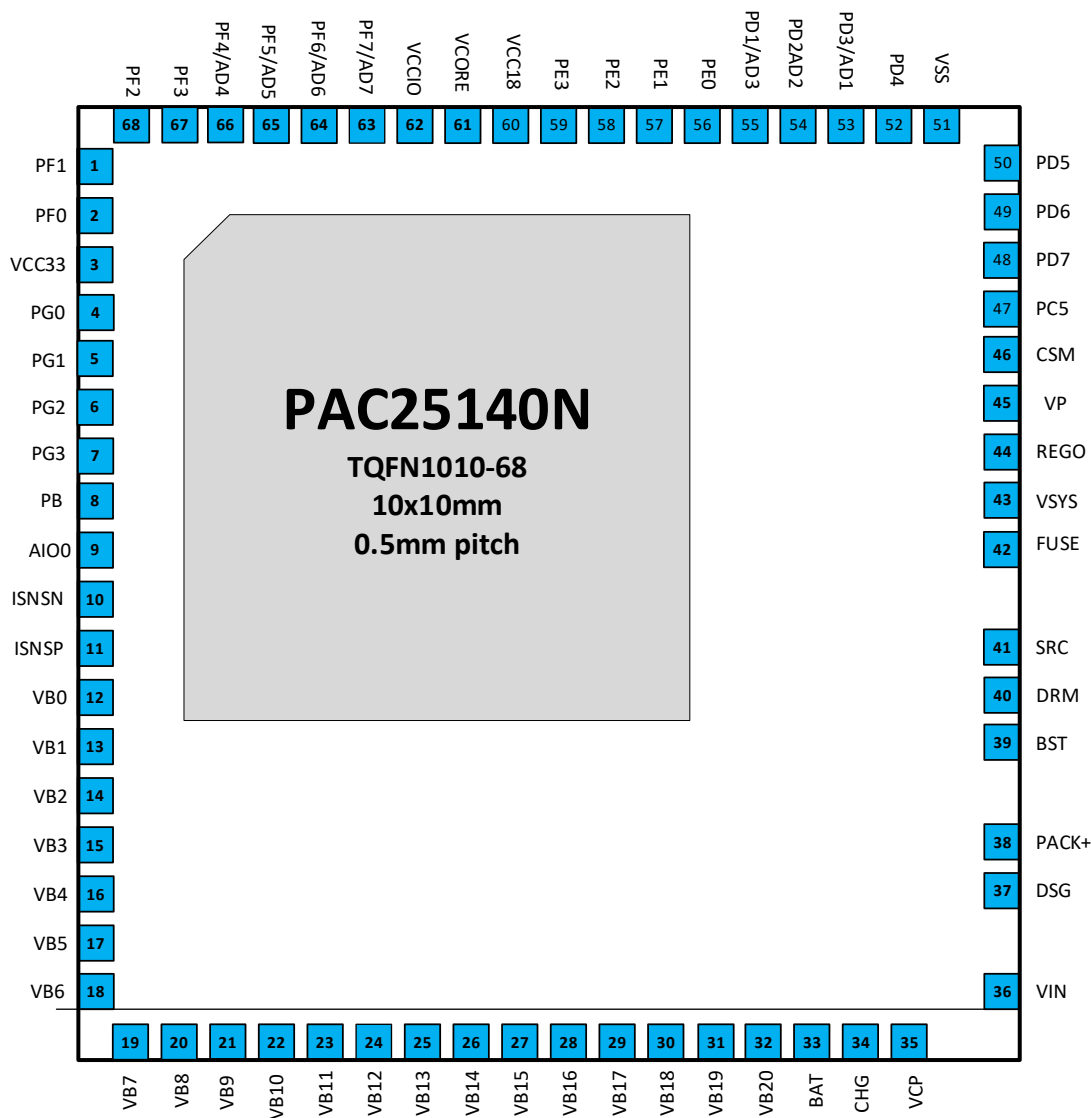 PF2
PF3
PF4/AD4
PF5/AD5
PF6/AD6
PF7/AD7
VCCIO
VCORE
VCC18
PE3
PE2
PE1
PE0
PD1/AD3
PD2AD2
PD3/AD1
PD4
VSS
68
67
66
65
64
63
62
61
60
59
58
57
56
55
54
53
52
51
PF1 1
PF0 2
VCC33 3
PG0 4
PG1 5
PG2 6
PG3 7
PB 8
AIO0 9
ISNSN 10
ISNSP 11
VB0 12
VB1 13
VB2 14
VB3 15
VB4 16
VB5 17
VB6 18
PAC25140N
TQFN1010-68
10x10mm
0.5mm pitch
50 PD5
49 PD6
48 PD7
47 PC5
46 CSM
45 VP
44 REGO
43 VSYS
42 FUSE
41 SRC
40 DRM
39 BST
38 PACK+
37 DSG
36 VIN
19
20
21
22
23
24
25
26
27
28
29
30
31
32
33
34
35
VB7
VB8
VB9
VB10
VB11
VB12
VB13
VB14
VB15
VB16
VB17
VB18
VB19
VB20
BAT
CHG
VCP